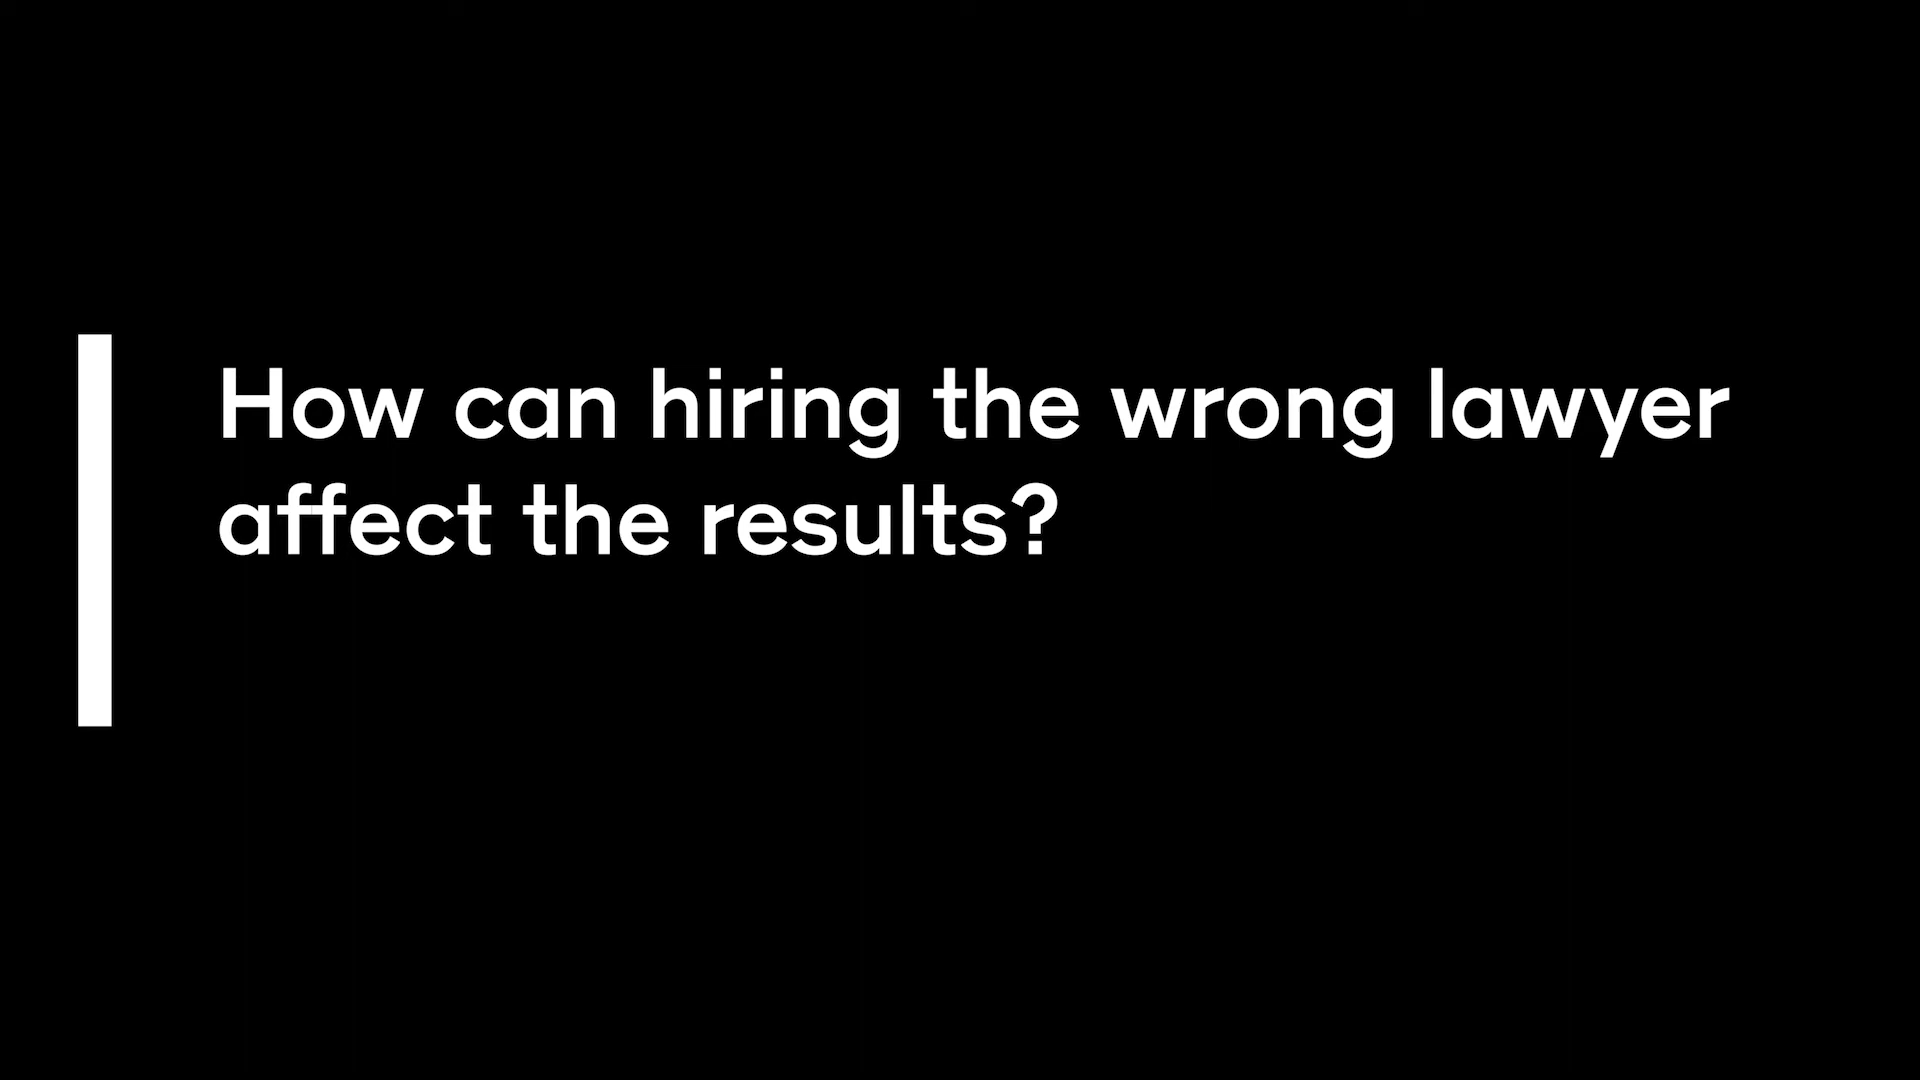 How can hiring the wrong lawyer
affect the results?